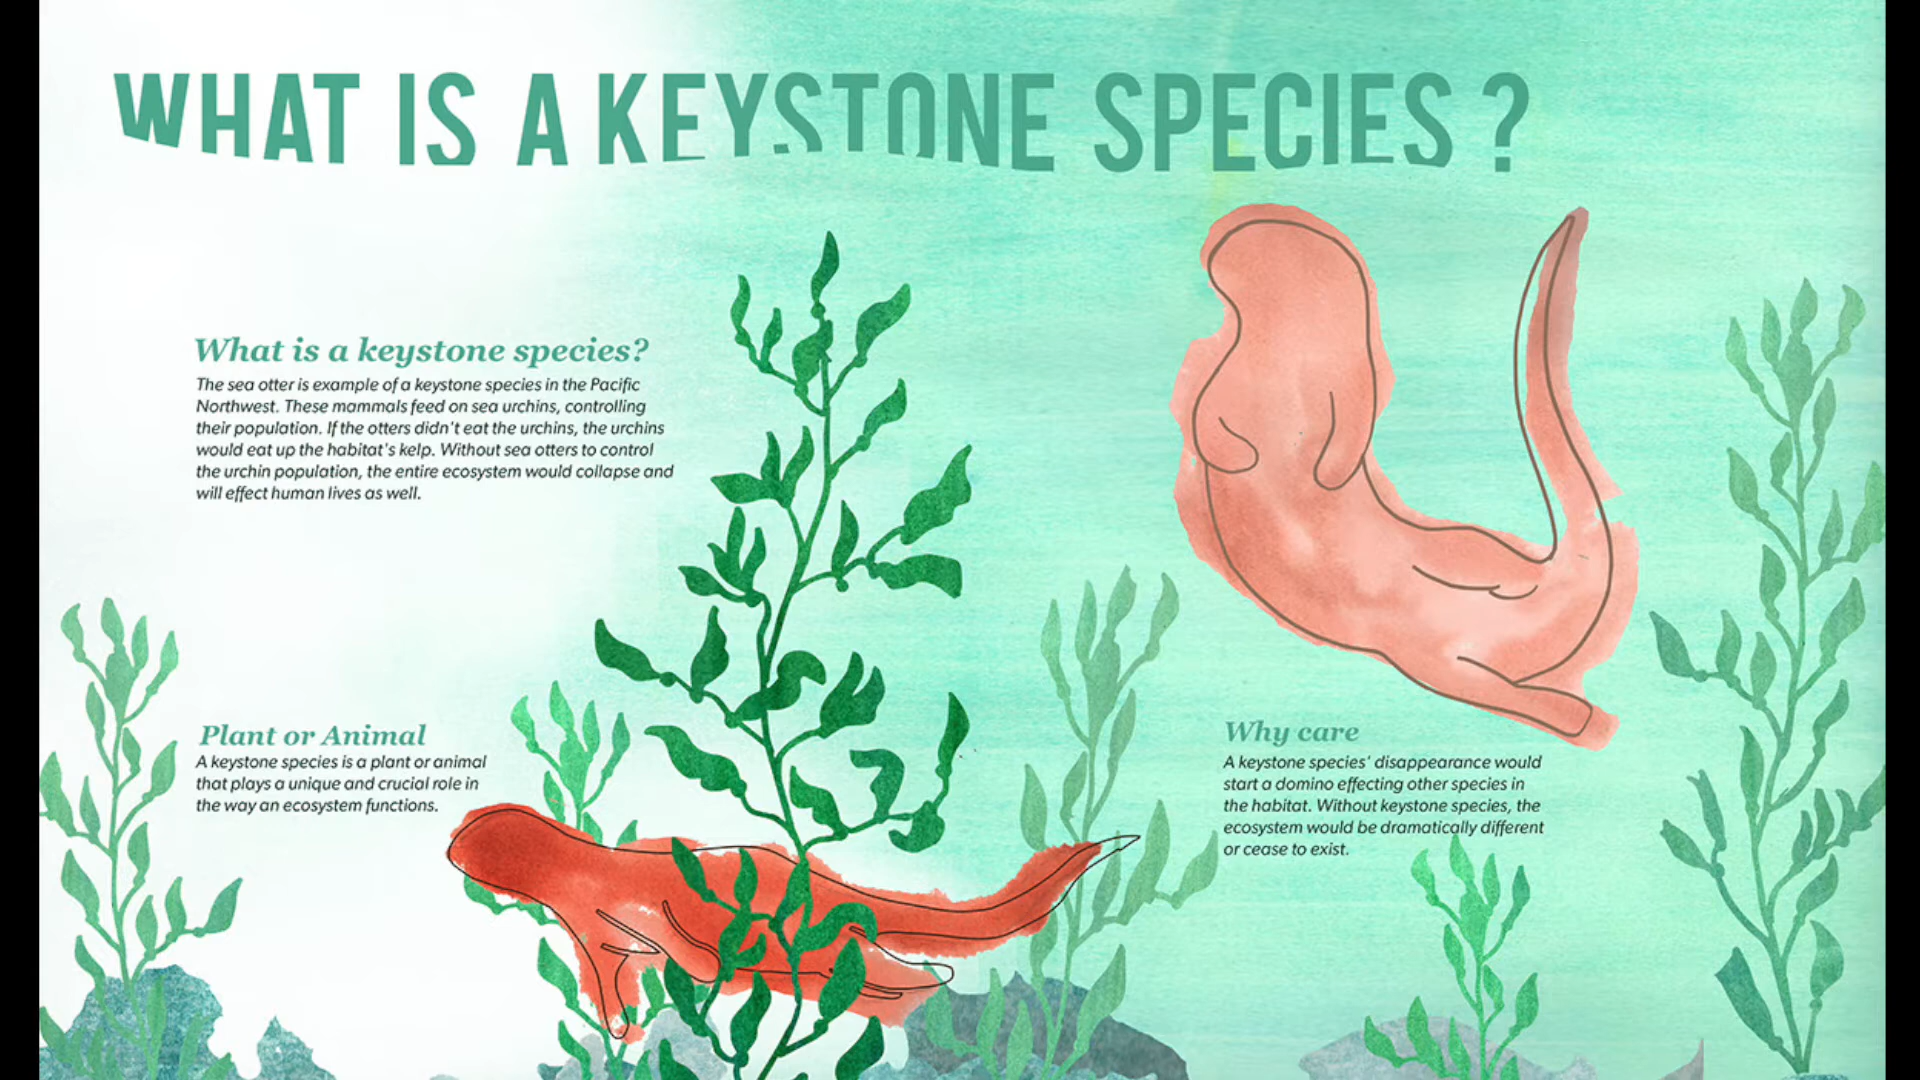 WHAT IS A KEYSTONE SPECIES?
What is a keystone species?
The sea otter is example of a keystone species in the Pacific
Northwest. These mammals feed on sea urchins, controlling
their population. If the otters didn't eat the urchins, the urchins
would eat up the habitat's kelp. Without sea otters to control
the urchin population, the entire ecosystem would collapse and
will effect human lives as well.
Plant or Animal
A keystone species is a plant or animal
that plays a unique and crucial role in
the way an ecosystem functions.
Why care
A keystone species' disappearance would
start a domino effecting other species in
the habitat. Without keystone species, the
ecosystem would be dramatically different
or cease to exist.